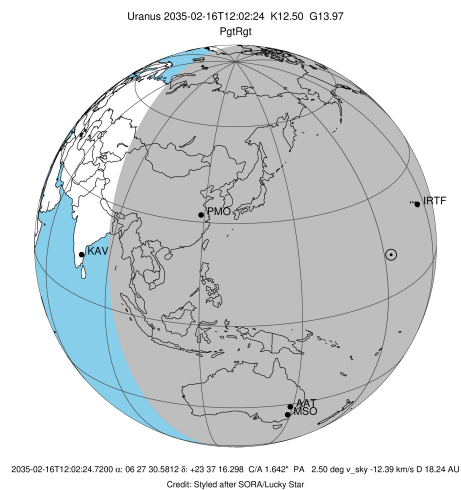 Uranus 2035-02-16T12:02:24 K12.50 G13.97
PgtRgt
IRTF
PMO
KAV
AAT
MSO
2035-02-16T12:02:24.7200 α: 06 27 30.5812 δ: +23 37 16.298 C/A 1.642" PA 2.50 deg v_sky -12.39 km/s D 18.24 AU
Credit: Styled after SORA/Lucky Star